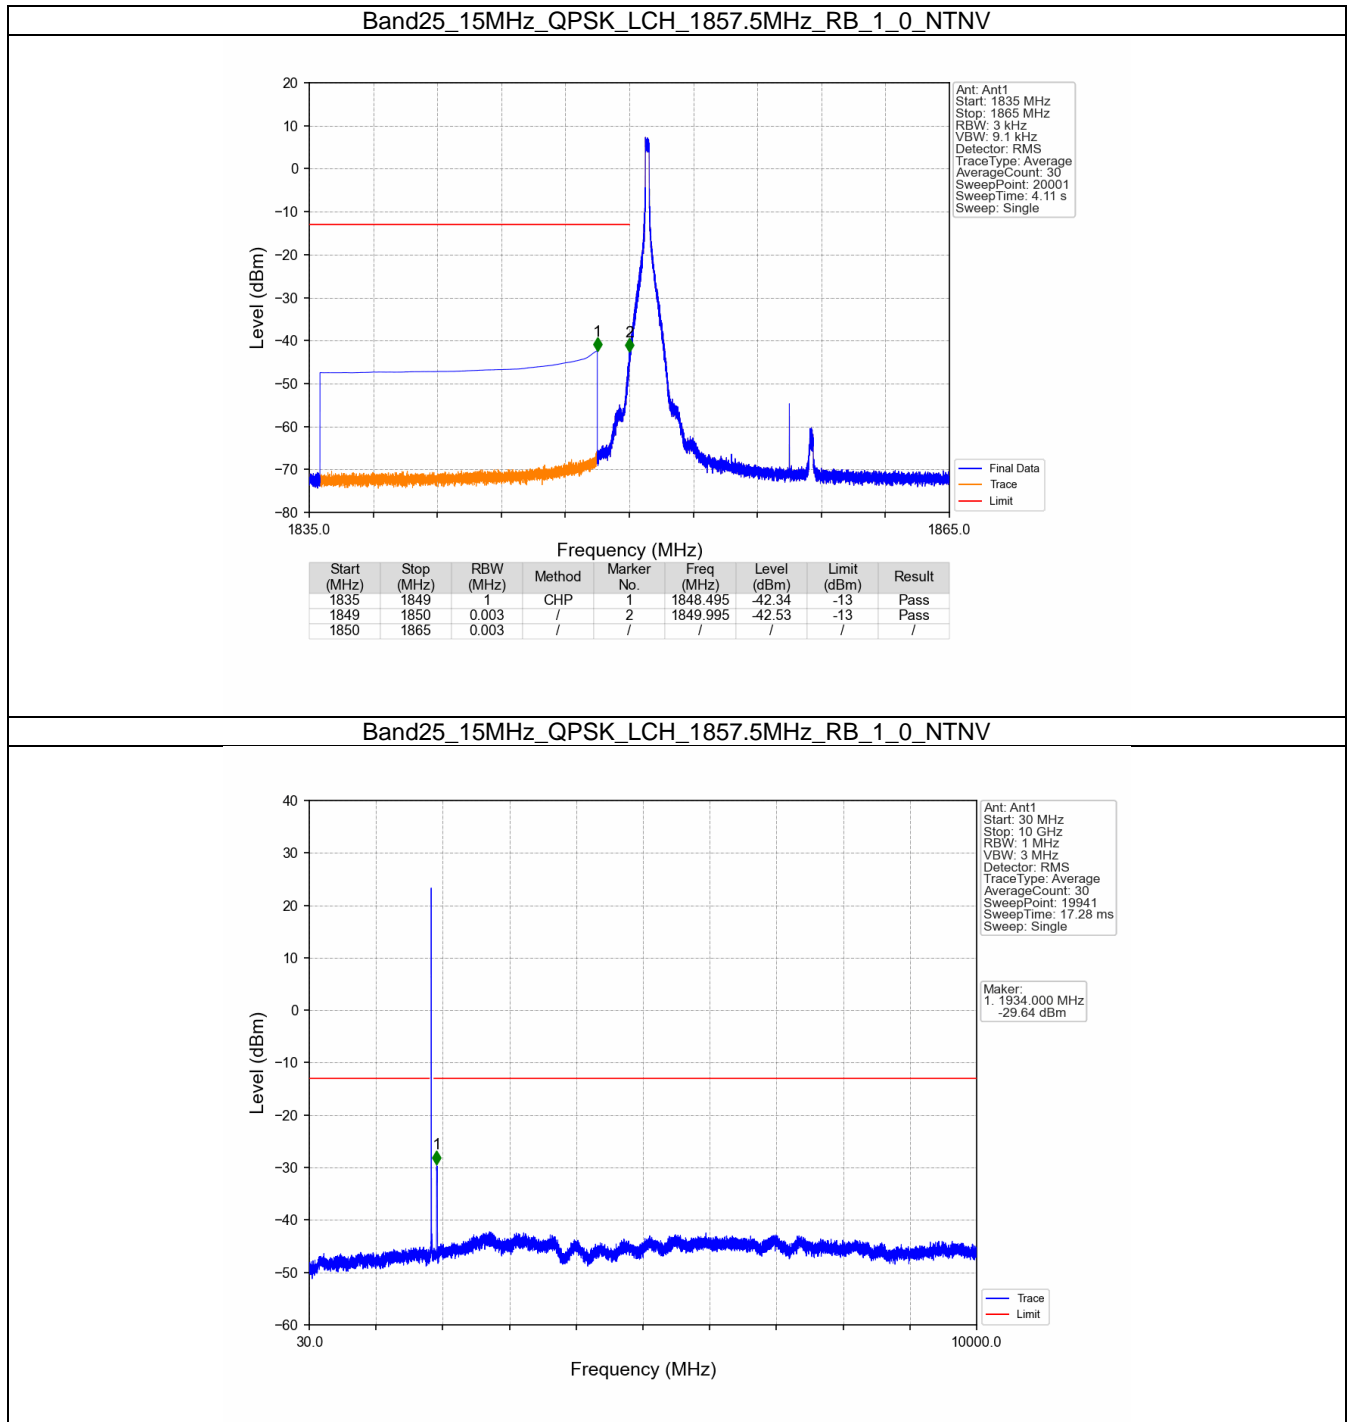 Band25_15MHz_QPSK_LCH_1857.5MHz_RB_1_0_NTNV
20
10
0
−10
−20
−30
−40
−50
−60
−70
−80
Level (dBm)
1
2
1835.0
1865.0
Frequency (MHz)
Ant: Ant1
Start: 1835 MHz
Stop: 1865 MHz
RBW: 3 kHz
VBW: 9.1 kHz
Detector: RMS
TraceType: Average
AverageCount: 30
SweepPoint: 20001
SweepTime: 4.11 s
Sweep: Single
Final Data
Trace
Limit
Start (MHz) Stop (MHz) RBW (MHz) Method Marker No. Freq (MHz) Level (dBm) Limit (dBm) Result
1835 1849 1 CHP 1 1848.495 -42.34 -13 Pass
1849 1850 0.003 / 2 1849.995 -42.53 -13 Pass
1850 1865 0.003 / / / / / /
Band25_15MHz_QPSK_LCH_1857.5MHz_RB_1_0_NTNV
40
30
20
10
0
−10
−20
−30
−40
−50
−60
Level (dBm)
1
30.0
10000.0
Frequency (MHz)
Ant: Ant1
Start: 30 MHz
Stop: 10 GHz
RBW: 1 MHz
VBW: 3 MHz
Detector: RMS
TraceType: Average
AverageCount: 30
SweepPoint: 19941
SweepTime: 17.28 ms
Sweep: Single
Maker:
1. 1934.000 MHz
-29.64 dBm
Trace
Limit